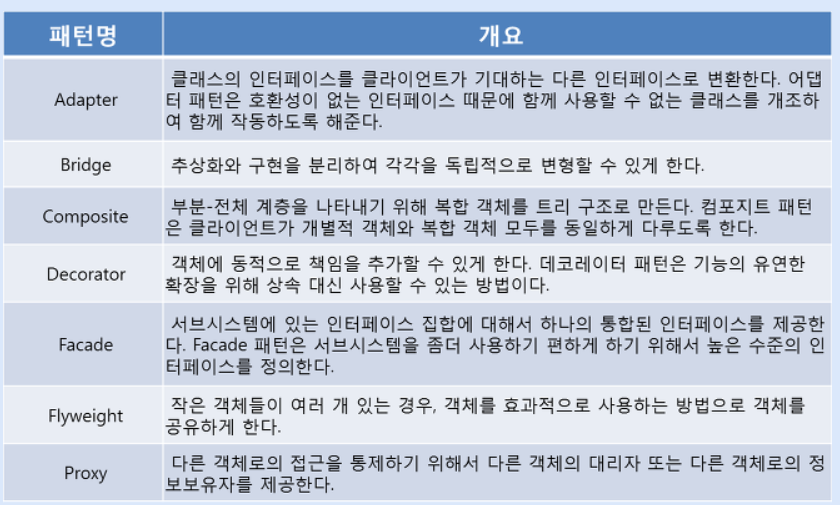 패턴명 개요
Adapter
클래스의 인터페이스를 클라이언트가 기대하는 다른 인터페이스로 변환한다. 어댑
터 패턴은 호환성이 없는 인터페이스 때문에 함께 사용할 수 없는 클래스를 개조하
여 함께 작동하도록 해준다.
Bridge
추상화와 구현을 분리하여 각각을 독립적으로 변형할 수 있게 한다.
Composite
부분-전체 계층을 나타내기 위해 복합 객체를 트리 구조로 만든다. 컴포지트 패턴
은 클라이언트가 개별적 객체와 복합 객체 모두를 동일하게 다루도록 한다.
Decorator
객체에 동적으로 책임을 추가할 수 있게 한다. 데코레이터 패턴은 기능의 유연한
확장을 위해 상속 대신 사용할 수 있는 방법이다.
Facade
서브시스템에 있는 인터페이스 집합에 대해서 하나의 통합된 인터페이스를 제공한
다. Facade 패턴은 서브시스템을 좀더 사용하기 편하게 하기 위해서 높은 수준의 인
터페이스를 정의한다.
Flyweight
작은 객체들이 여러 개 있는 경우, 객체를 효과적으로 사용하는 방법으로 객체를
공유하게 한다.
Proxy
다른 객체로의 접근을 통제하기 위해서 다른 객체의 대리자 또는 다른 객체로의 정
보보유자를 제공한다.